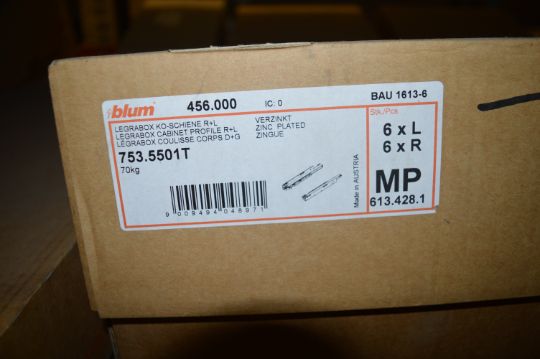 blum 456.000 IC: 0 BAU 1613-6
LEGRABOX KO-SCHIENE R+L VERZINKT
LEGRABOX CABINET PROFILE R+L ZINC PLATED
LEGRABOX COULISSE CORPS D+G ZINGUE
753.5501T
70kg
Stk./Pcs
6 x L
6 x R
MP
613.428.1
Made in AUSTRIA
9 009494 048971